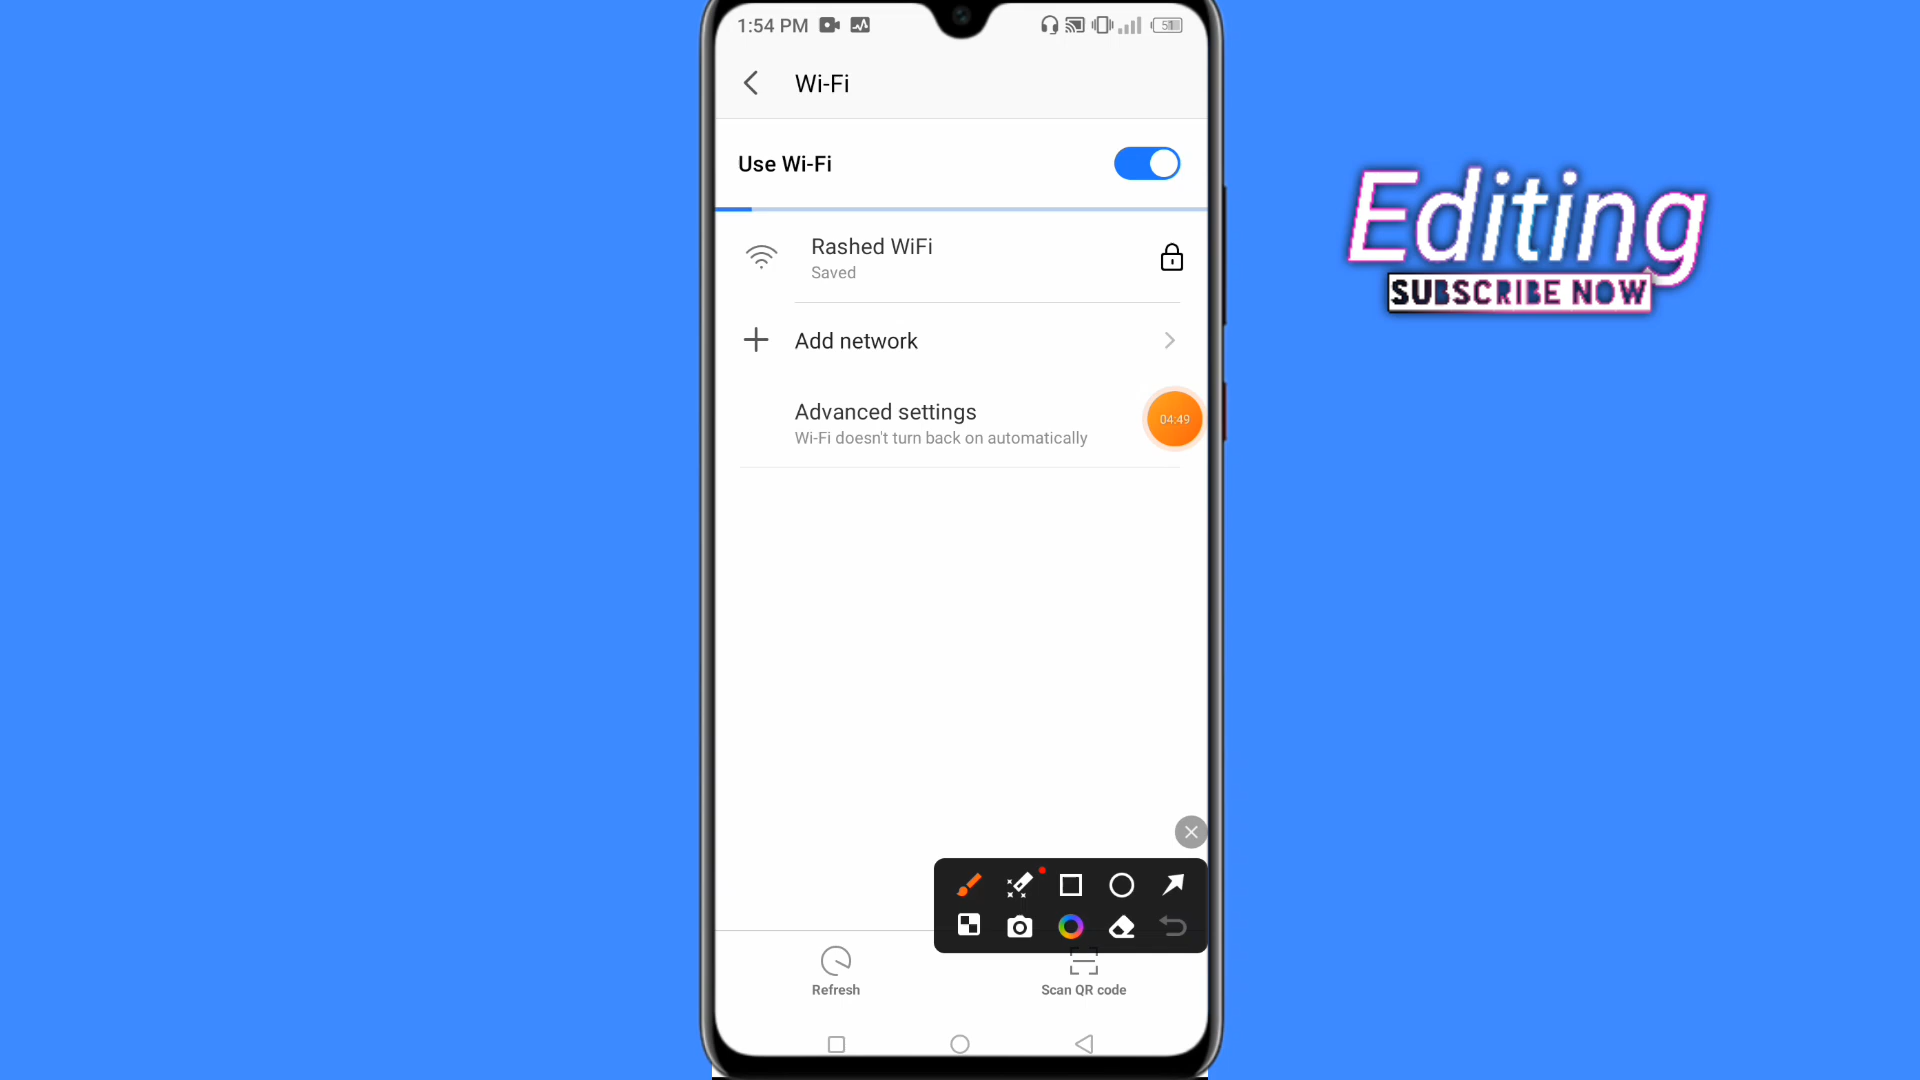 1:54 PM
51
Wi-Fi
Use Wi-Fi
Rashed WiFi
Saved
Add network
Advanced settings
Wi-Fi doesn't turn back on automatically
04:49
Refresh
Scan QR code
Editing
SUBSCRIBE NOW